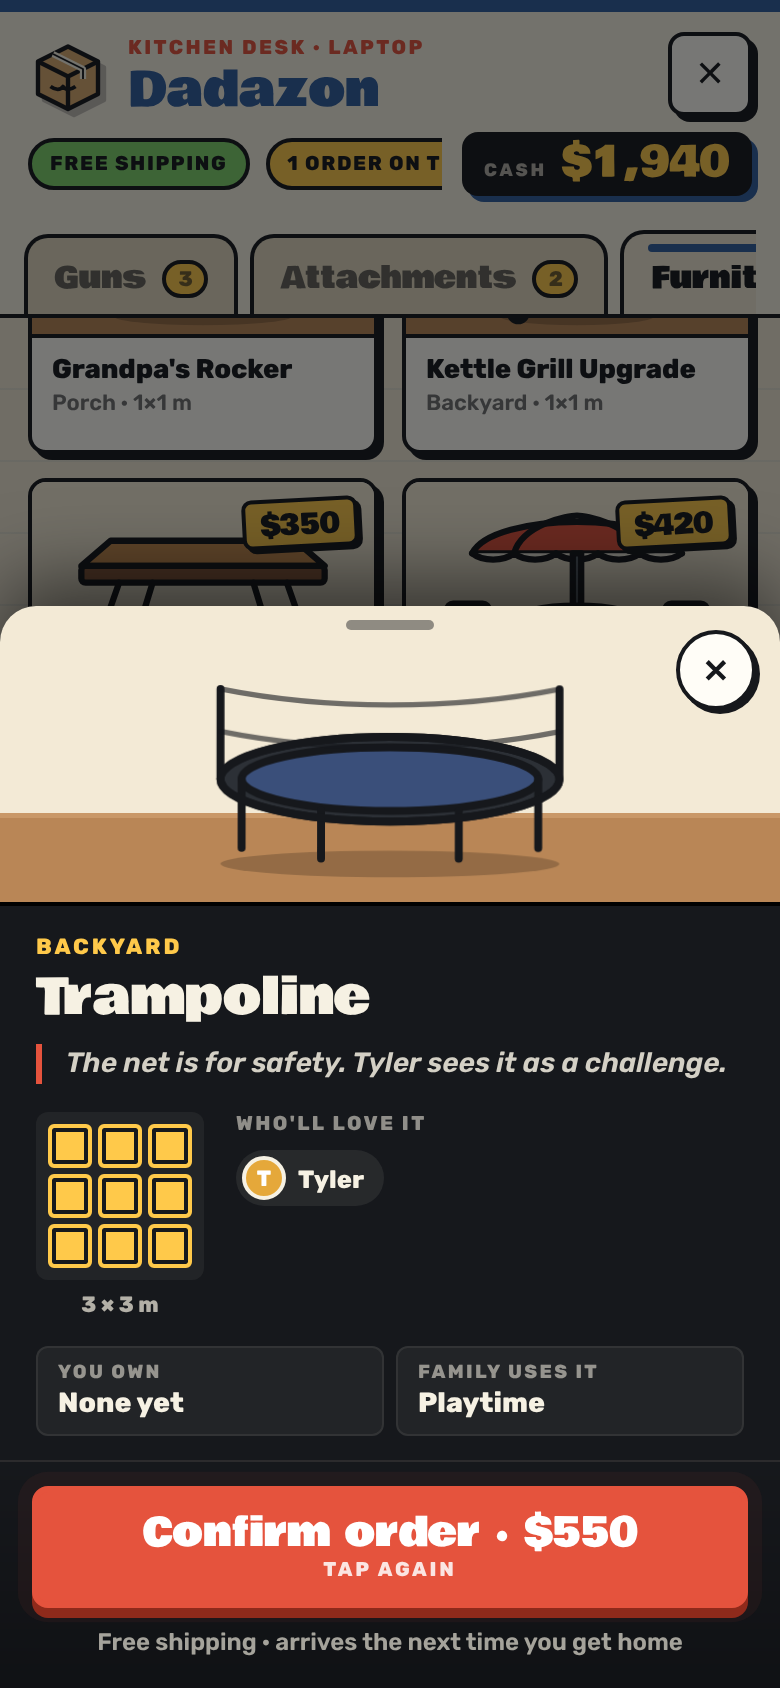 KITCHEN DESK · LAPTOP
Dadazon
×
FREE SHIPPING
1 ORDER ON T
CASH $1,940
Guns 3
Attachments 2
Furnit
Grandpa's Rocker
Porch · 1×1 m
Kettle Grill Upgrade
Backyard · 1×1 m
$350
$420
×
BACKYARD
Trampoline
The net is for safety. Tyler sees it as a challenge.
WHO'LL LOVE IT
T Tyler
3 × 3 m
YOU OWN
None yet
FAMILY USES IT
Playtime
Confirm order · $550
TAP AGAIN
Free shipping · arrives the next time you get home